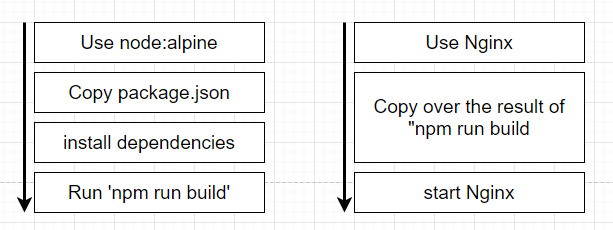 Use node:alpine
Copy package.json
install dependencies
Run 'npm run build'
Use Nginx
Copy over the result of
"npm run build
start Nginx